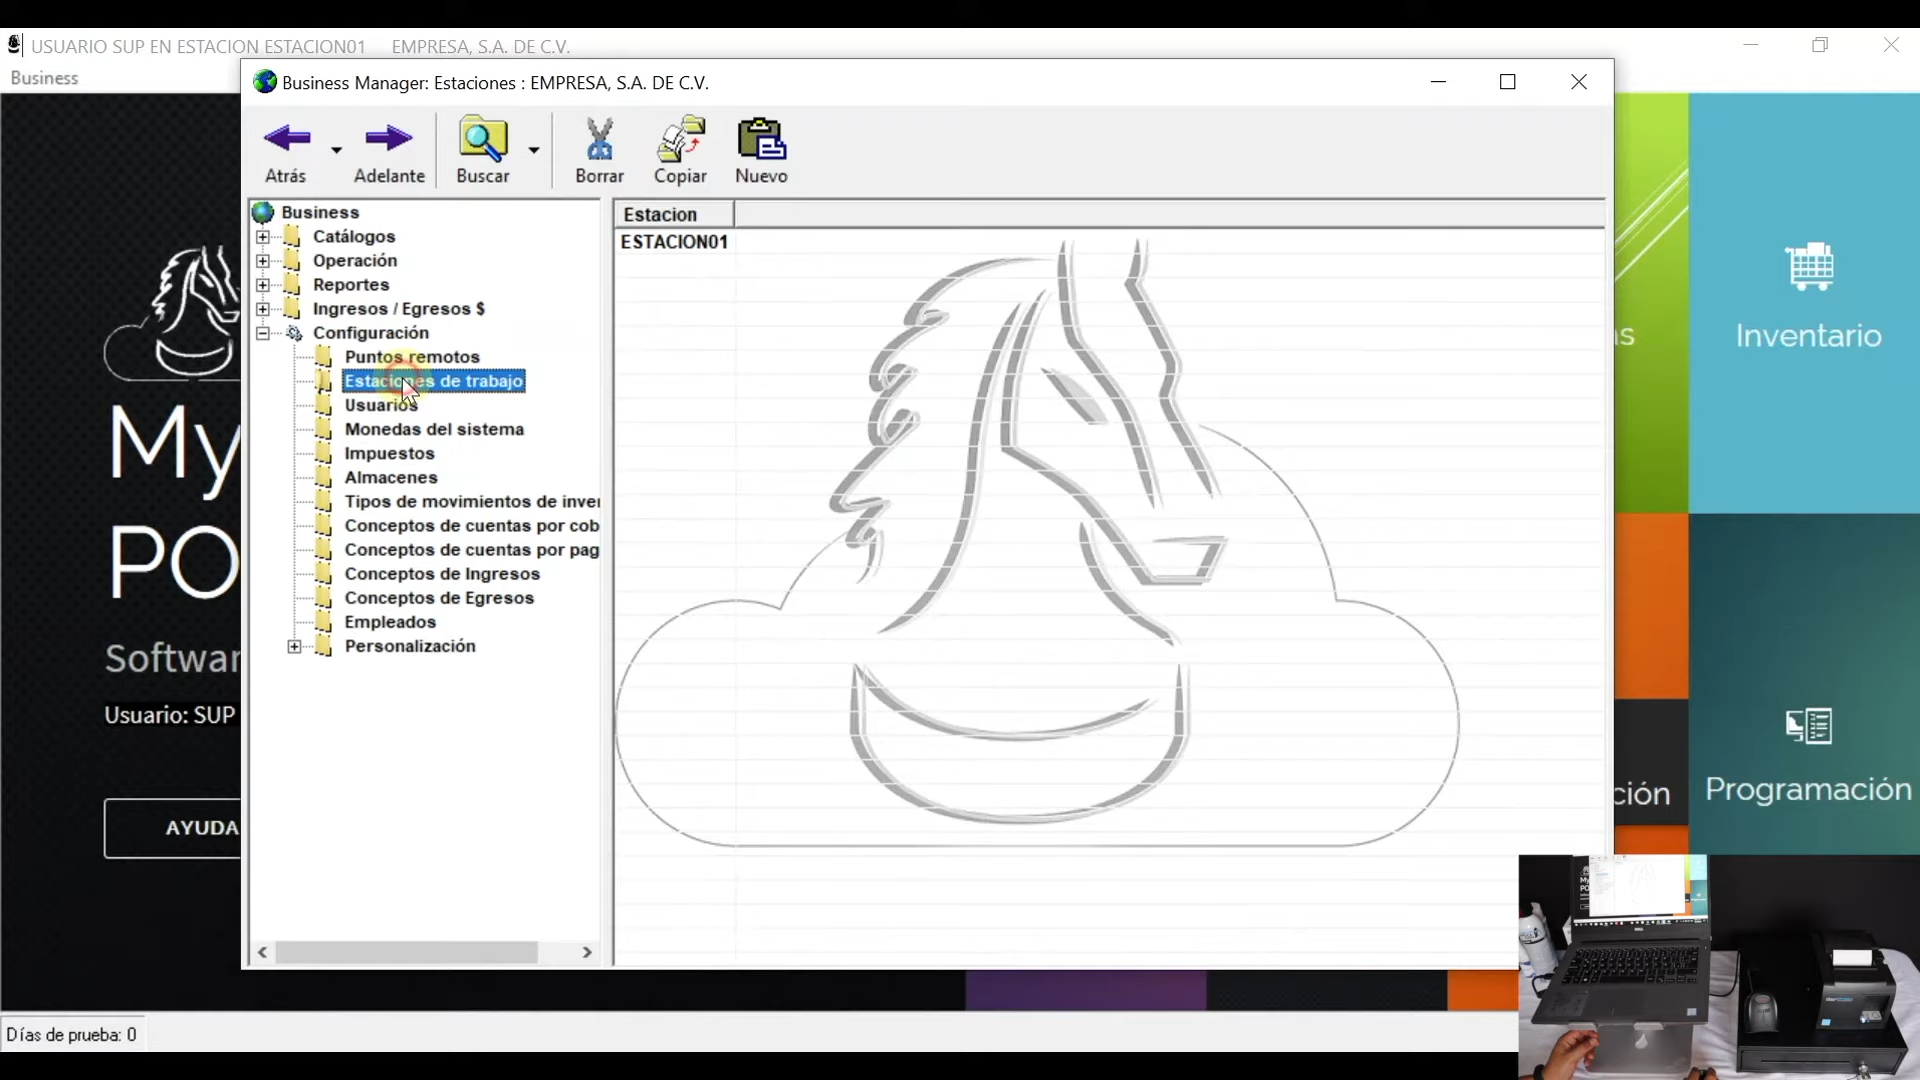 USUARIO SUP EN ESTACION ESTACION01 EMPRESA, S.A. DE C.V.
Business
Business Manager: Estaciones : EMPRESA, S.A. DE C.V.
Atrás
Adelante
Buscar
Borrar
Copiar
Nuevo
Business
Catálogos
Operación
Reportes
Ingresos / Egresos $
Configuración
Puntos remotos
Estaciones de trabajo
Usuarios
Monedas del sistema
Impuestos
Almacenes
Tipos de movimientos de inve
Conceptos de cuentas por cob
Conceptos de cuentas por pag
Conceptos de Ingresos
Conceptos de Egresos
Empleados
Personalización
Estacion
ESTACION01
My
PO
Softwar
Usuario: SUP
AYUDA
as
Inventario
ción
Programación
Días de prueba: 0